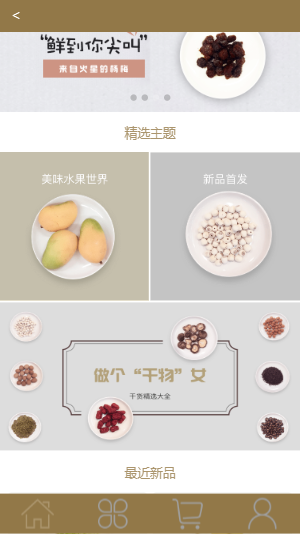 <
“鲜到你尖叫”
来自火星的萌物
精选主题
美味水果世界
新品首发
做个“干物”女
干货精选大全
最近新品